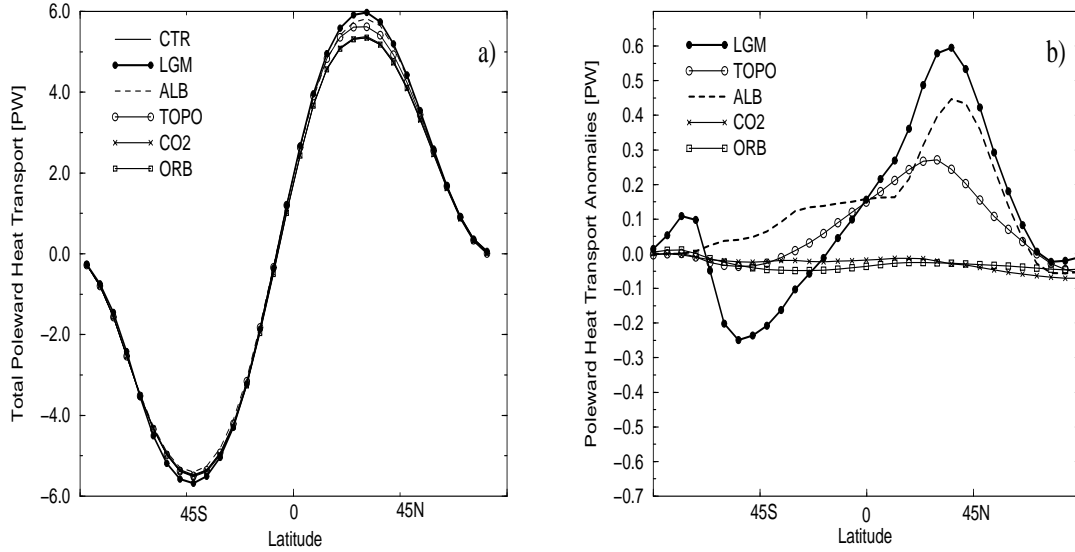 Total Poleward Heat Transport [PW]
6.0
4.0
2.0
0.0
−2.0
−4.0
−6.0
CTR
LGM
ALB
TOPO
CO2
ORB
a)
45S
0
45N
Latitude
Poleward Heat Transport Anomalies [PW]
0.6
0.5
0.4
0.3
0.2
0.1
0.0
−0.1
−0.2
−0.3
−0.4
−0.5
−0.6
−0.7
LGM
TOPO
ALB
CO2
ORB
b)
45S
0
45N
Latitude